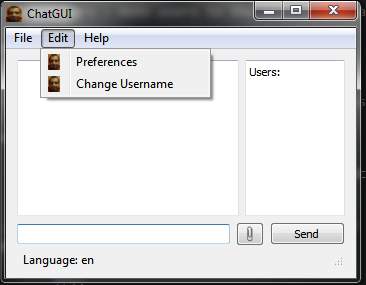 ChatGUI
File Edit Help
Preferences
Change Username
Users:
Send
Language: en